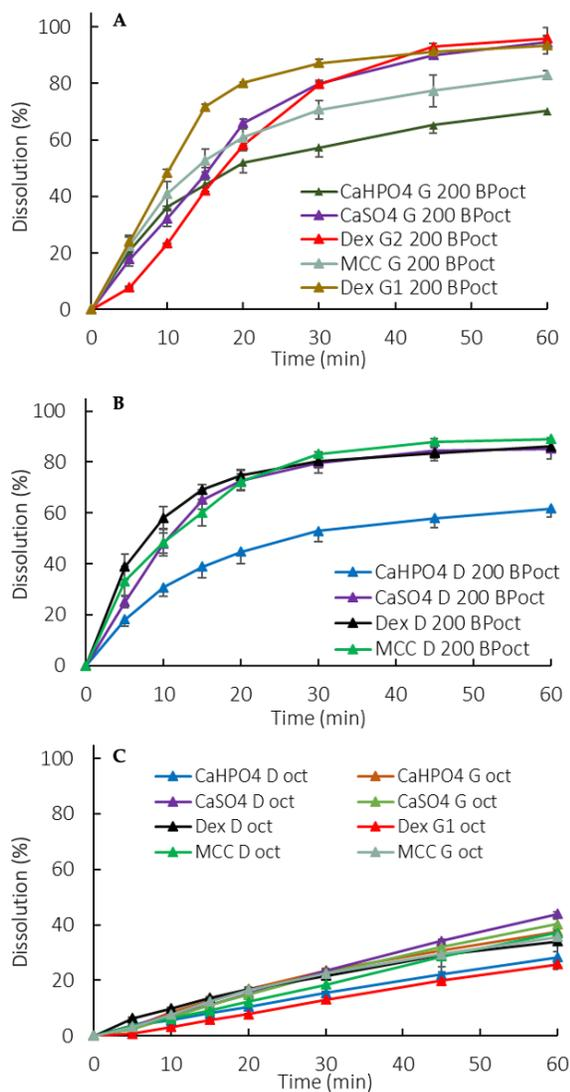 A
100
80
60
40
20
0
Dissolution (%)
CaHPO4 G 200 BPoct
CaSO4 G 200 BPoct
Dex G2 200 BPoct
MCC G 200 BPoct
Dex G1 200 BPoct
0 10 20 30 40 50 60
Time (min)
B
100
80
60
40
20
0
Dissolution (%)
CaHPO4 D 200 BPoct
CaSO4 D 200 BPoct
Dex D 200 BPoct
MCC D 200 BPoct
0 10 20 30 40 50 60
Time (min)
C
100
80
60
40
20
0
Dissolution (%)
CaHPO4 D oct CaHPO4 G oct
CaSO4 D oct CaSO4 G oct
Dex D oct Dex G1 oct
MCC D oct MCC G oct
0 10 20 30 40 50 60
Time (min)